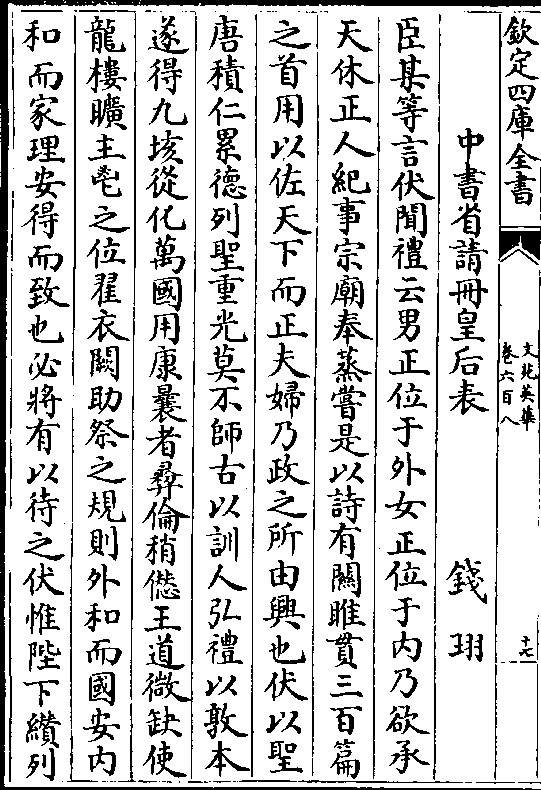 欽定四庫全書
文苑英華
卷六百八
十七
中書省請冊皇后表
錢珝
臣某等言伏聞禮云男正位于外女正位于内乃欲承
天休正人紀事宗廟奉蒸嘗是以詩有關雎貫三百篇
之首用以佐天下而正夫婦乃政之所由興也伏以聖
唐積仁累德列聖重光莫不師古以訓人弘禮以敦本
遂得九垓從化萬國用康曩者彛倫稍愆王道微缺使
龍樓曠主鬯之位翟衣闕助祭之規則外和而國安内
和而家理安得而致也必將有以待之伏惟陛下纘列